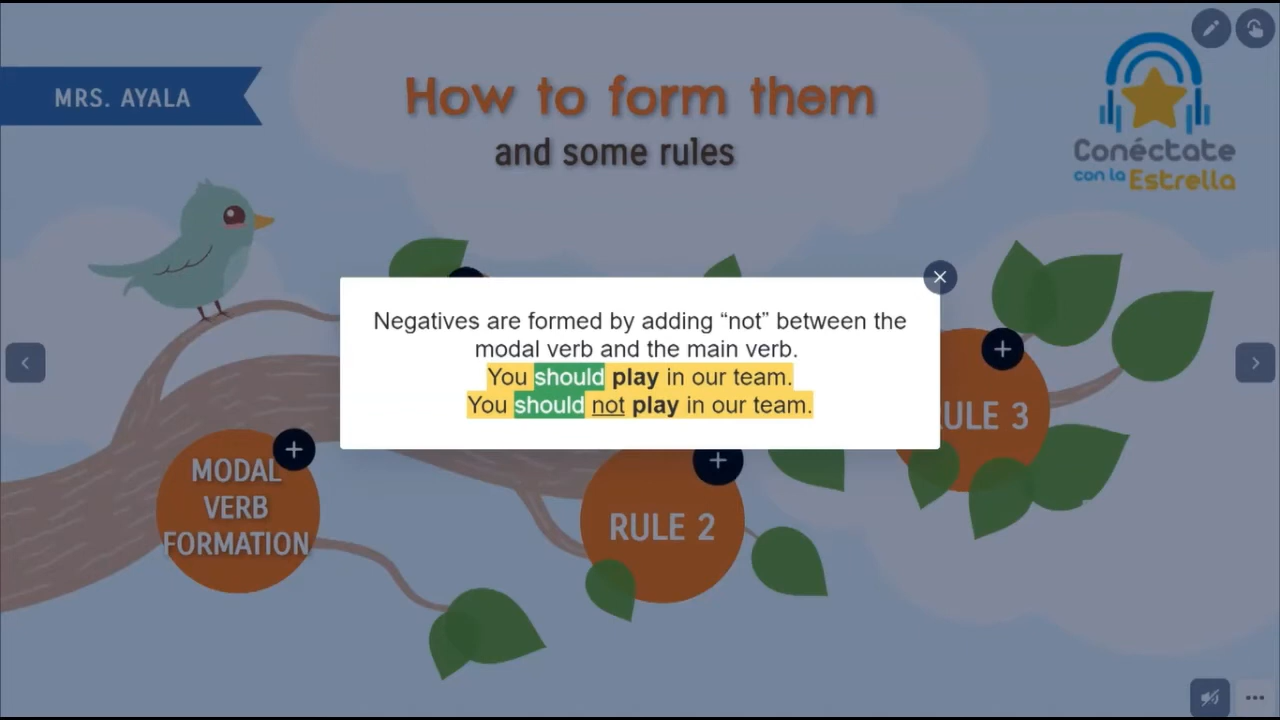 MRS. AYALA
How to form them
and some rules
Conéctate
con la Estrella
Negatives are formed by adding “not” between the
modal verb and the main verb.
You should play in our team.
You should not play in our team.
MODAL
VERB
FORMATION
RULE 2
RULE 3